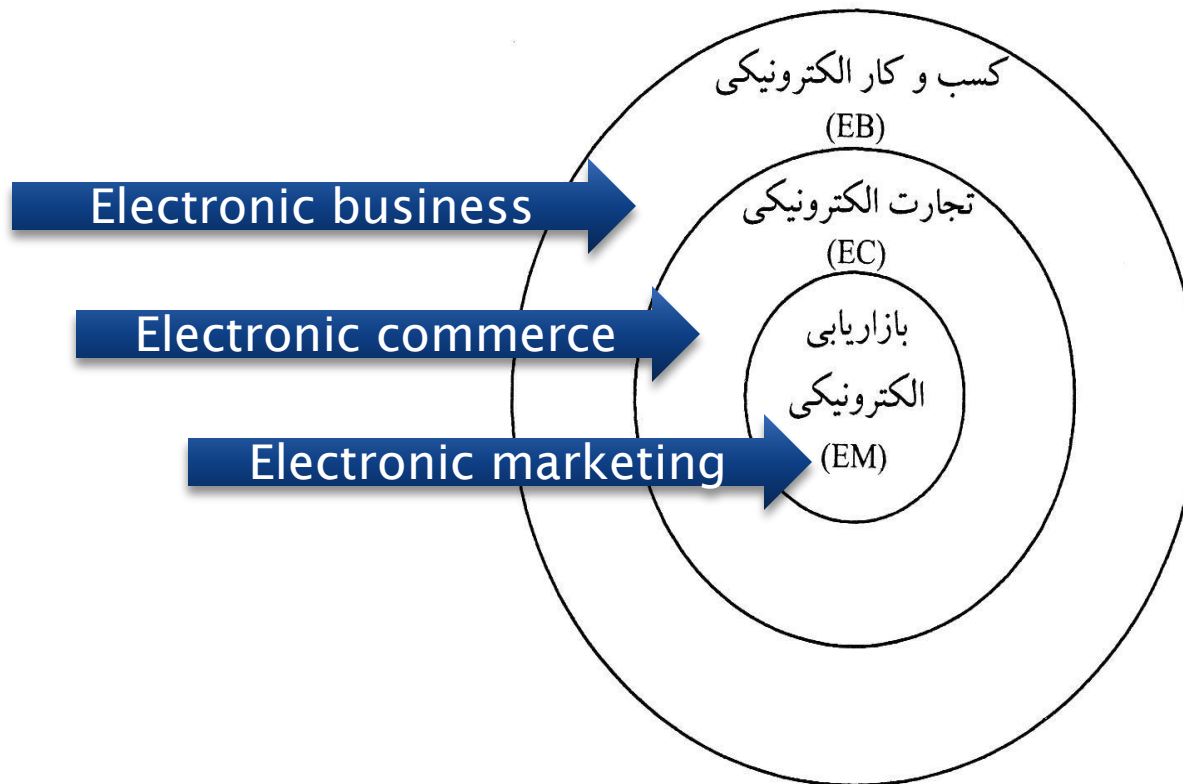 کسب و کار الکترونیکی
(EB)
Electronic business
تجارت الکترونیکی
(EC)
Electronic commerce
بازاریابی
الکترونیکی
(EM)
Electronic marketing